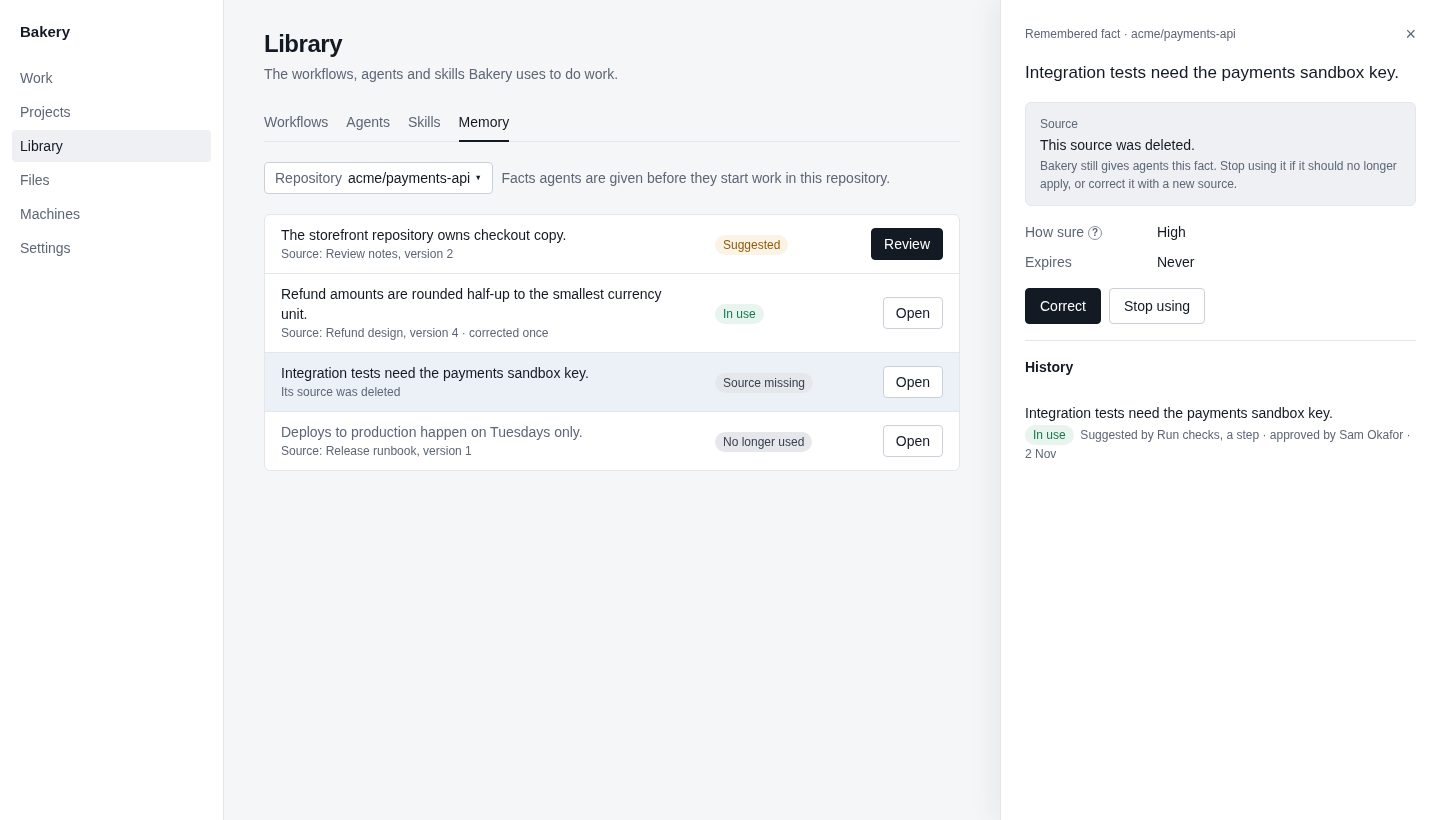 Bakery
Work
Projects
Library
Files
Machines
Settings
Library
The workflows, agents and skills Bakery uses to do work.
Workflows Agents Skills Memory
Repository acme/payments-api ▾ Facts agents are given before they start work in this repository.
The storefront repository owns checkout copy.
Source: Review notes, version 2
Suggested
Review
Refund amounts are rounded half-up to the smallest currency
unit.
Source: Refund design, version 4 · corrected once
In use
Open
Integration tests need the payments sandbox key.
Its source was deleted
Source missing
Open
Deploys to production happen on Tuesdays only.
Source: Release runbook, version 1
No longer used
Open
Remembered fact · acme/payments-api ×
Integration tests need the payments sandbox key.
Source
This source was deleted.
Bakery still gives agents this fact. Stop using it if it should no longer
apply, or correct it with a new source.
How sure ? High
Expires Never
Correct Stop using
History
Integration tests need the payments sandbox key.
In use Suggested by Run checks, a step · approved by Sam Okafor ·
2 Nov